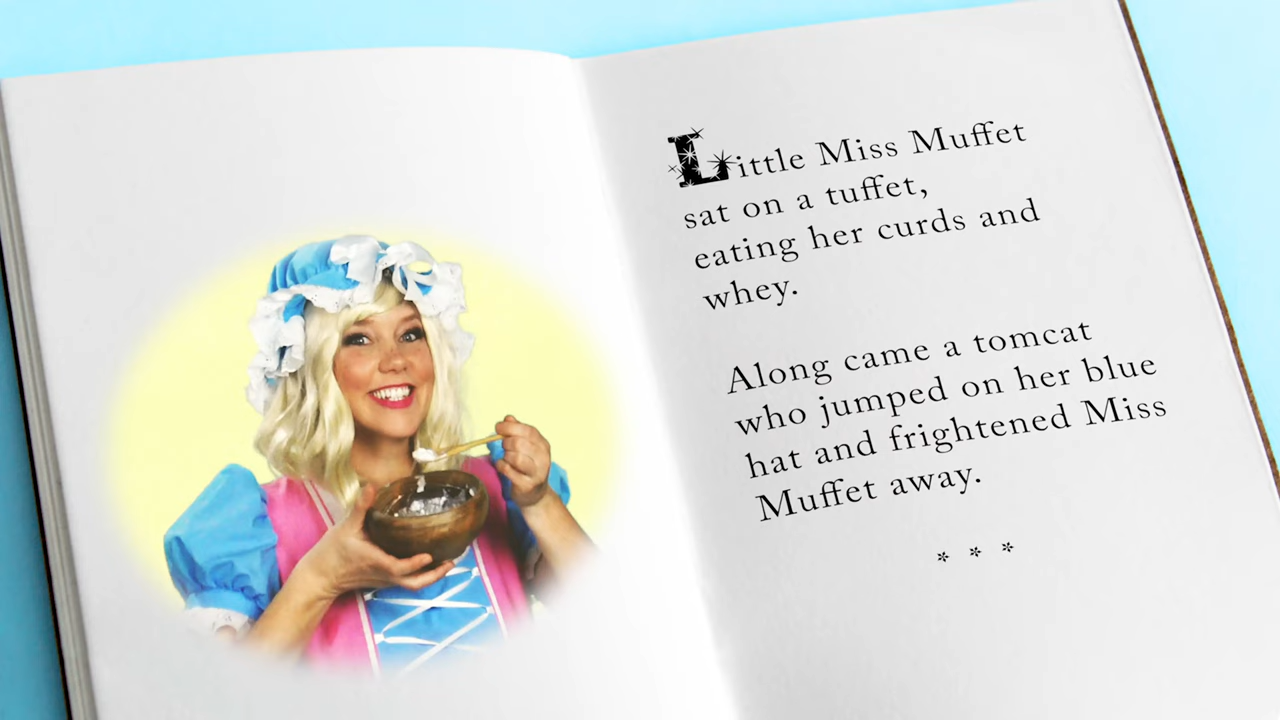 Little Miss Muffet
sat on a tuffet,
eating her curds and
whey.
Along came a tomcat
who jumped on her blue
hat and frightened Miss
Muffet away.
* * *